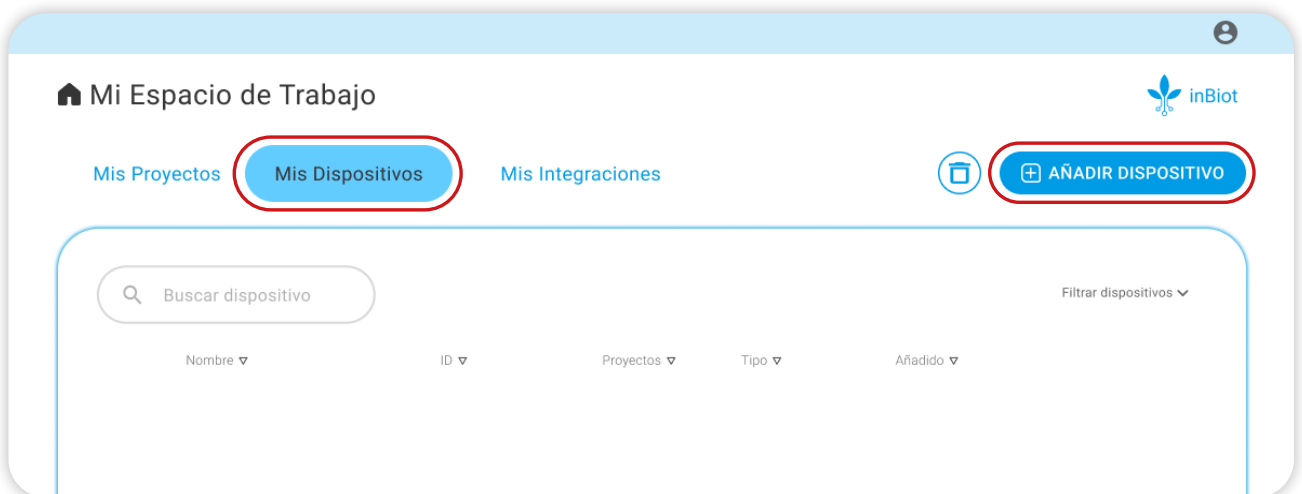 Mi Espacio de Trabajo
inBiot
Mis Proyectos Mis Dispositivos Mis Integraciones AÑADIR DISPOSITIVO
Buscar dispositivo Filtrar dispositivos
Nombre ID Proyectos Tipo Añadido